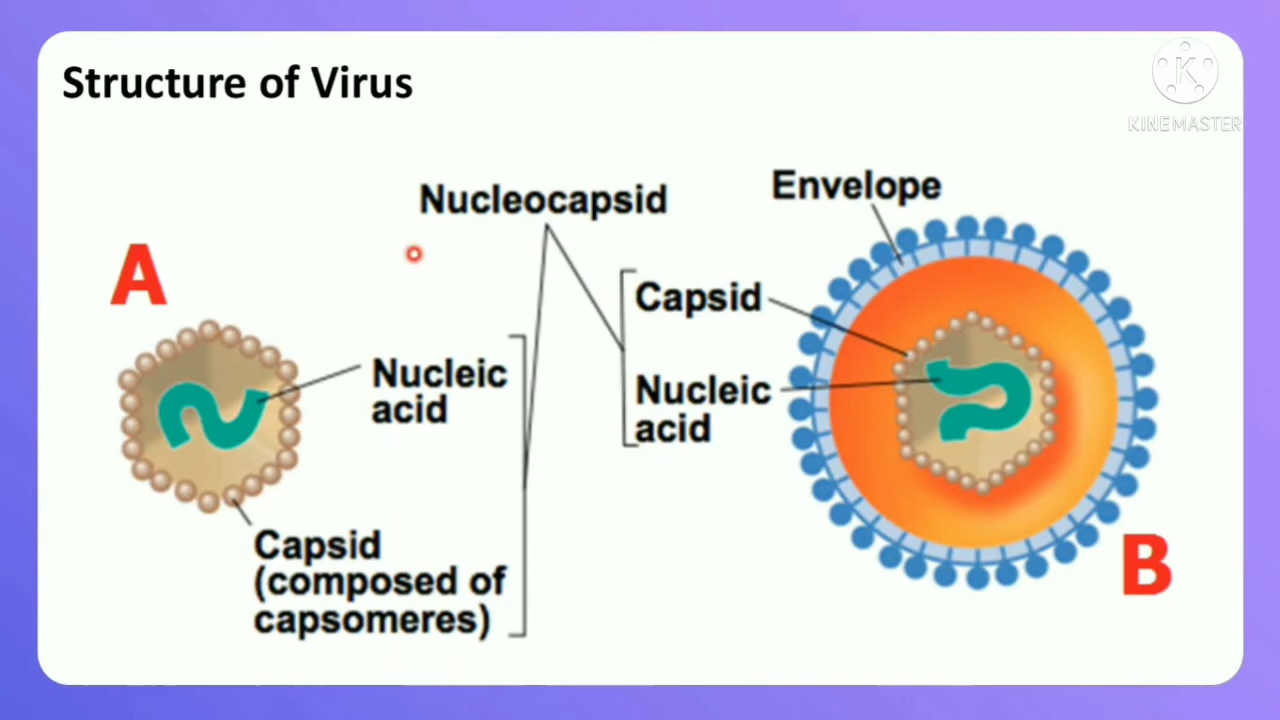 Structure of Virus
K
KINEMASTER
Nucleocapsid
Envelope
A
Capsid
Nucleic
acid
Nucleic
acid
Capsid
(composed of
capsomeres)
B